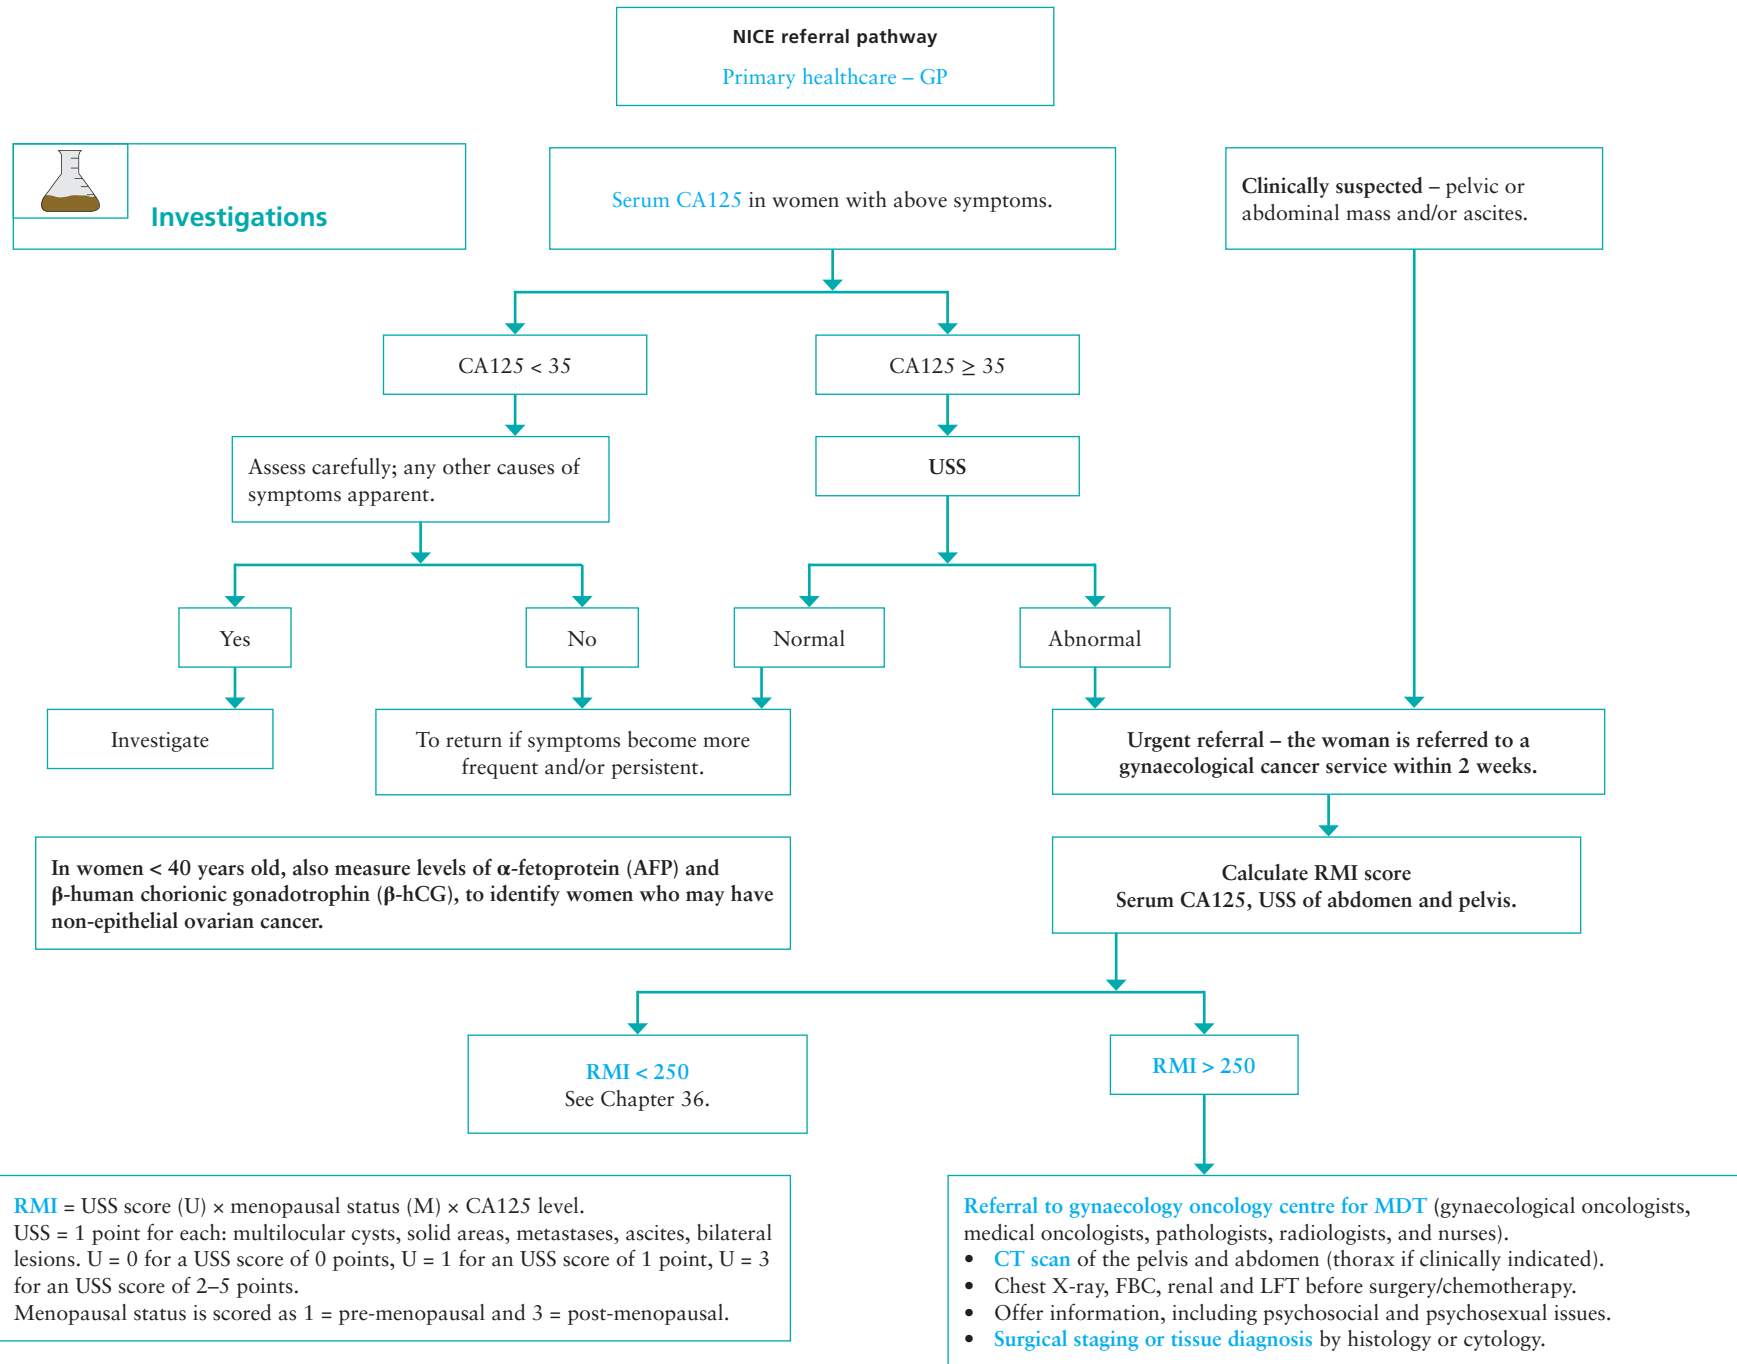 NICE referral pathway
Primary healthcare – GP
Investigations
Serum CA125 in women with above symptoms.
Clinically suspected – pelvic or
abdominal mass and/or ascites.
CA125 < 35
CA125 ≥ 35
Assess carefully; any other causes of
symptoms apparent.
USS
Yes
No
Normal
Abnormal
Investigate
To return if symptoms become more
frequent and/or persistent.
Urgent referral – the woman is referred to a
gynaecological cancer service within 2 weeks.
In women < 40 years old, also measure levels of α-fetoprotein (AFP) and
β-human chorionic gonadotrophin (β-hCG), to identify women who may have
non-epithelial ovarian cancer.
Calculate RMI score
Serum CA125, USS of abdomen and pelvis.
RMI < 250
See Chapter 36.
RMI > 250
RMI = USS score (U) × menopausal status (M) × CA125 level.
USS = 1 point for each: multilocular cysts, solid areas, metastases, ascites, bilateral
lesions. U = 0 for a USS score of 0 points, U = 1 for an USS score of 1 point, U = 3
for an USS score of 2–5 points.
Menopausal status is scored as 1 = pre-menopausal and 3 = post-menopausal.
Referral to gynaecology oncology centre for MDT (gynaecological oncologists,
medical oncologists, pathologists, radiologists, and nurses).
• CT scan of the pelvis and abdomen (thorax if clinically indicated).
• Chest X-ray, FBC, renal and LFT before surgery/chemotherapy.
• Offer information, including psychosocial and psychosexual issues.
• Surgical staging or tissue diagnosis by histology or cytology.